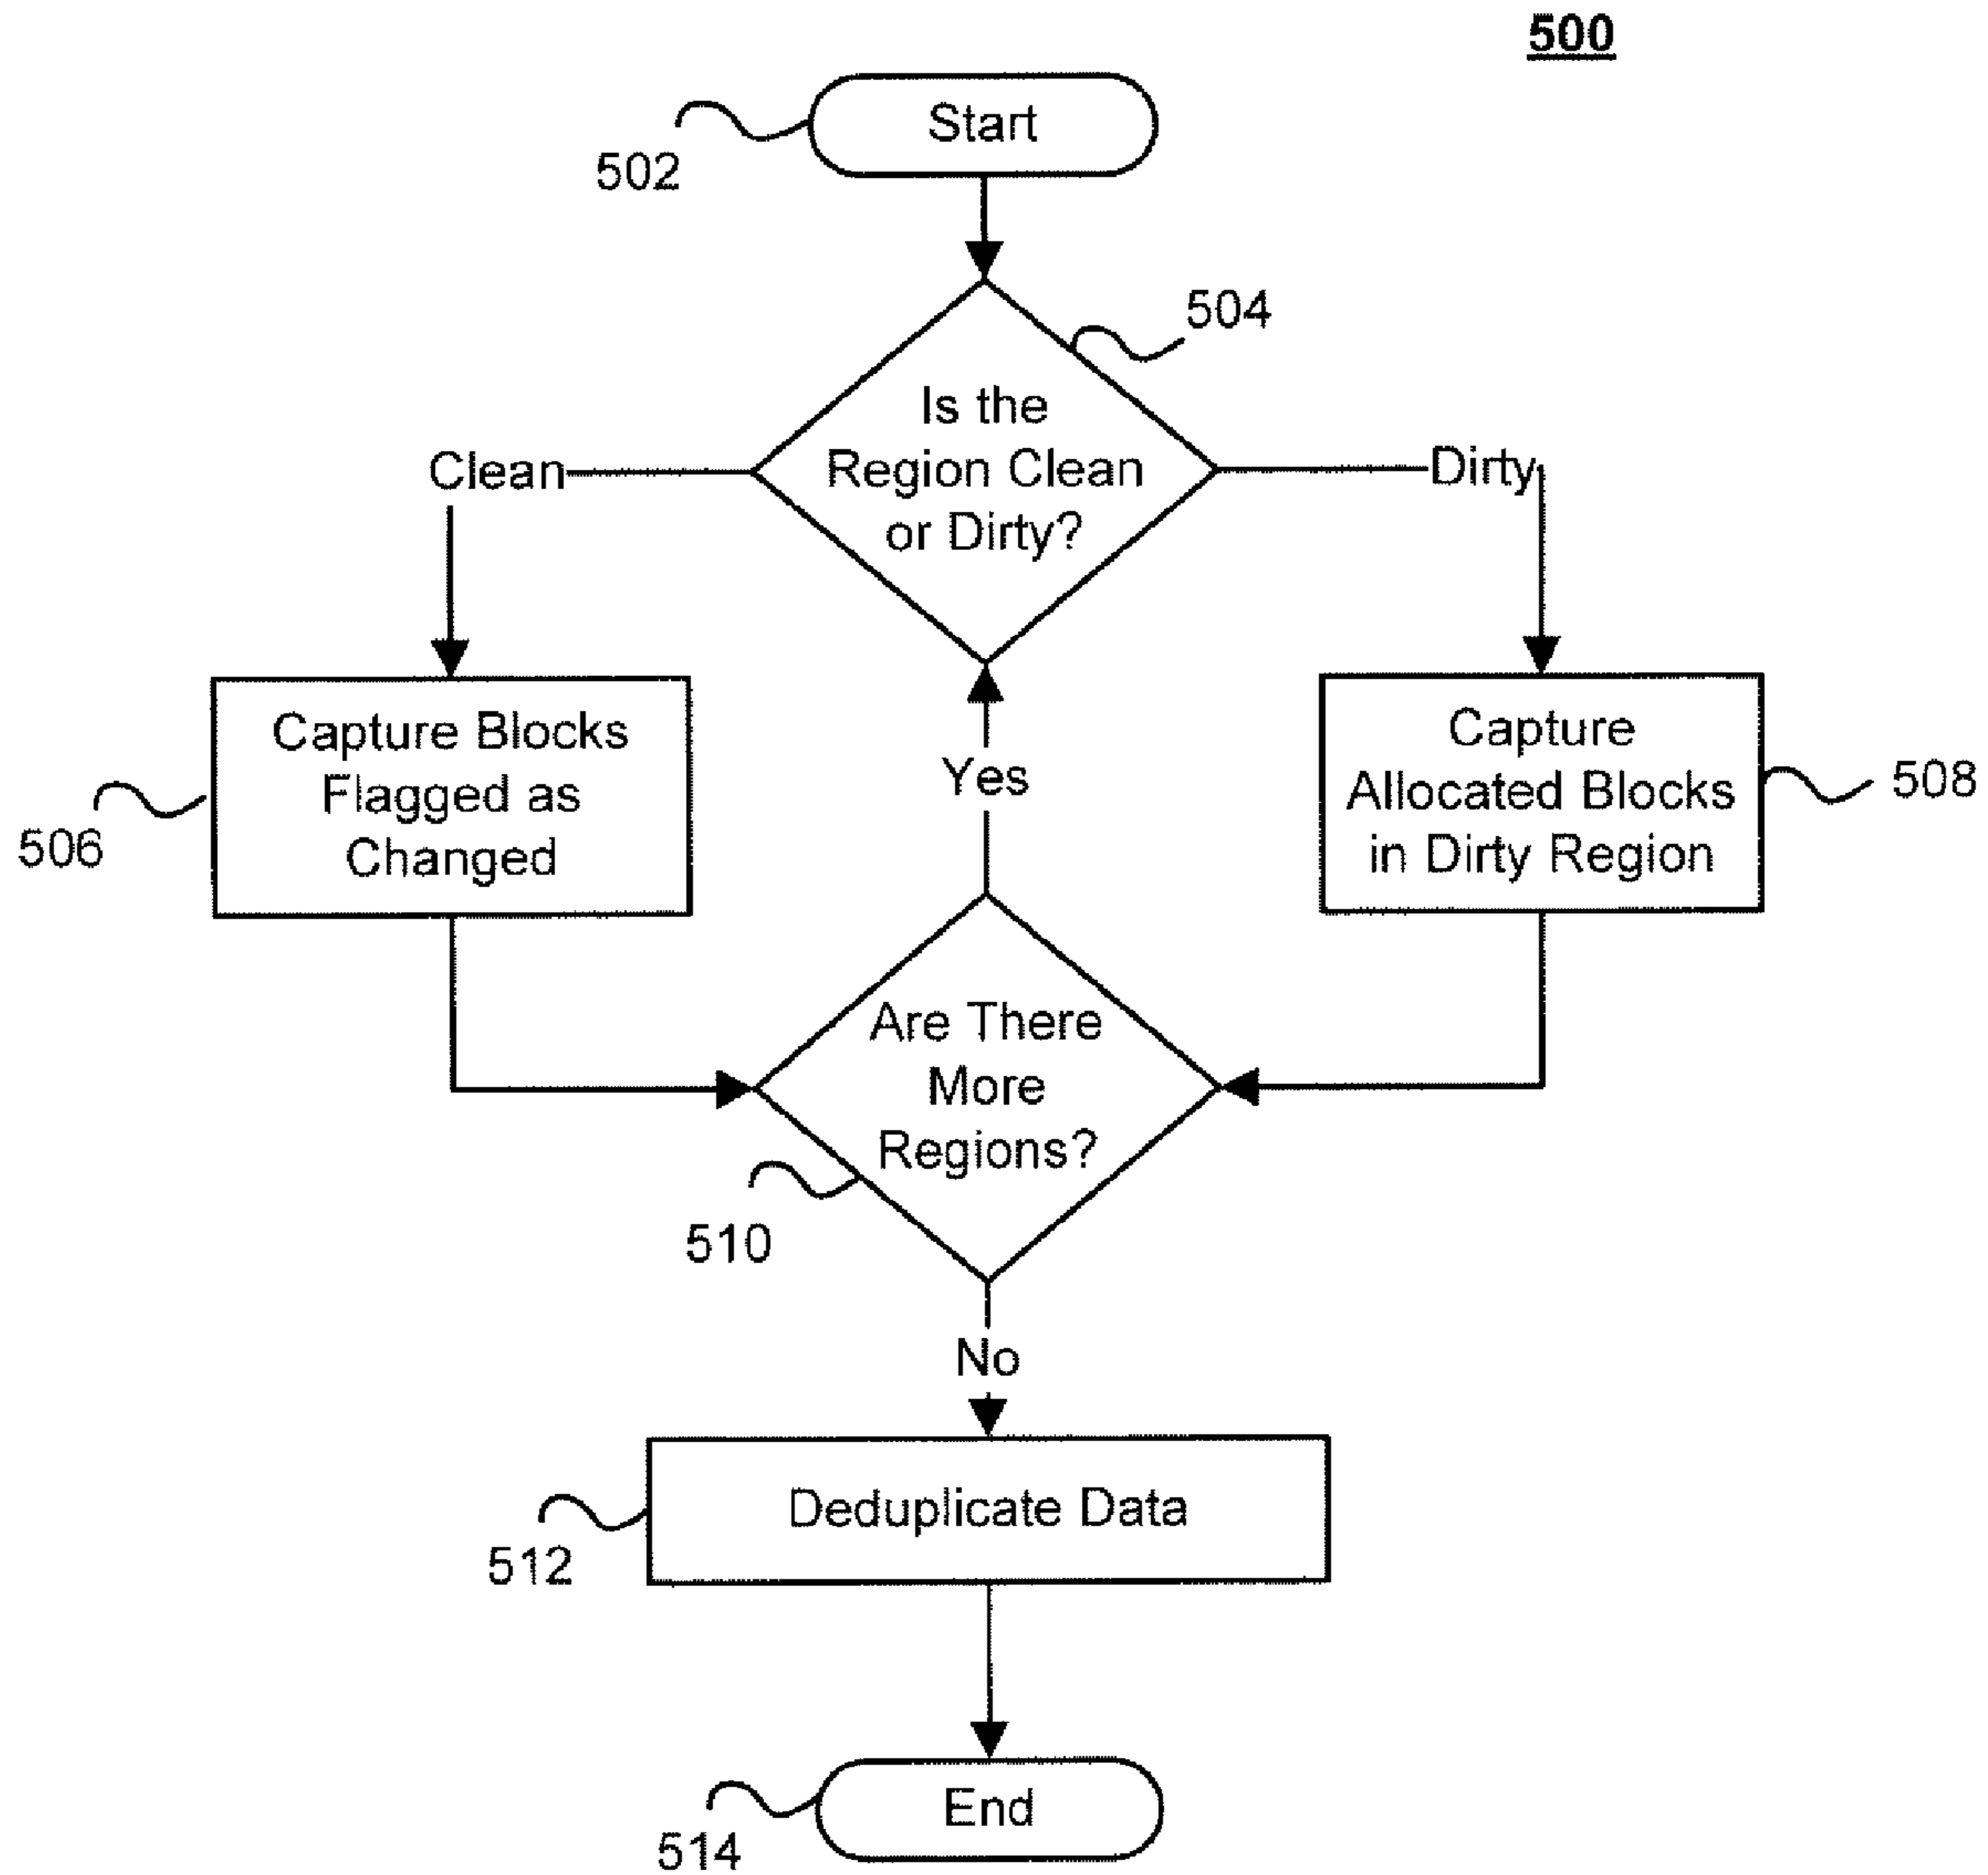 500
Start
502
504
Is the
Region Clean
or Dirty?
Clean
Dirty
Capture Blocks
Flagged as
Changed
506
Yes
Capture
Allocated Blocks
in Dirty Region
508
Are There
More
Regions?
510
No
Deduplicate Data
512
End
514